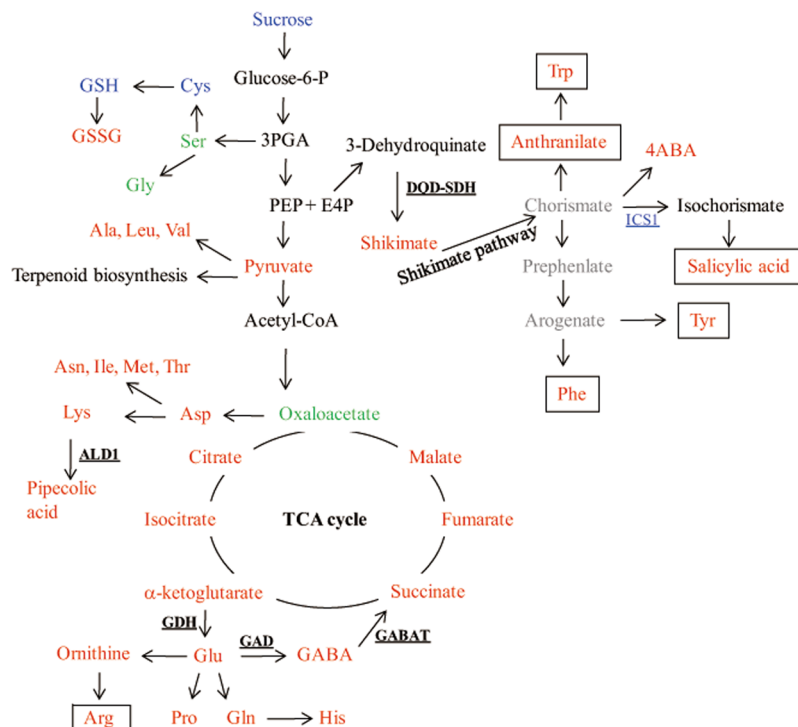 Sucrose
Glucose-6-P
GSH
Cys
GSSG
Ser
3PGA
Gly
PEP + E4P
3-Dehydroquinate
DQD-SDH
Shikimate
Shikimate pathway
Trp
Anthranilate
4ABA
Chorismate
ICS1
Isochorismate
Salicylic acid
Prephenlate
Arogenate
Tyr
Phe
Ala, Leu, Val
Pyruvate
Terpenoid biosynthesis
Acetyl-CoA
Asn, Ile, Met, Thr
Lys
Asp
Oxaloacetate
ALD1
Pipecolic
acid
Citrate
Malate
Isocitrate
TCA cycle
Fumarate
α-ketoglutarate
Succinate
GDH
GAD
GABAT
Ornithine
Glu
GABA
Arg
Pro
Gln
His